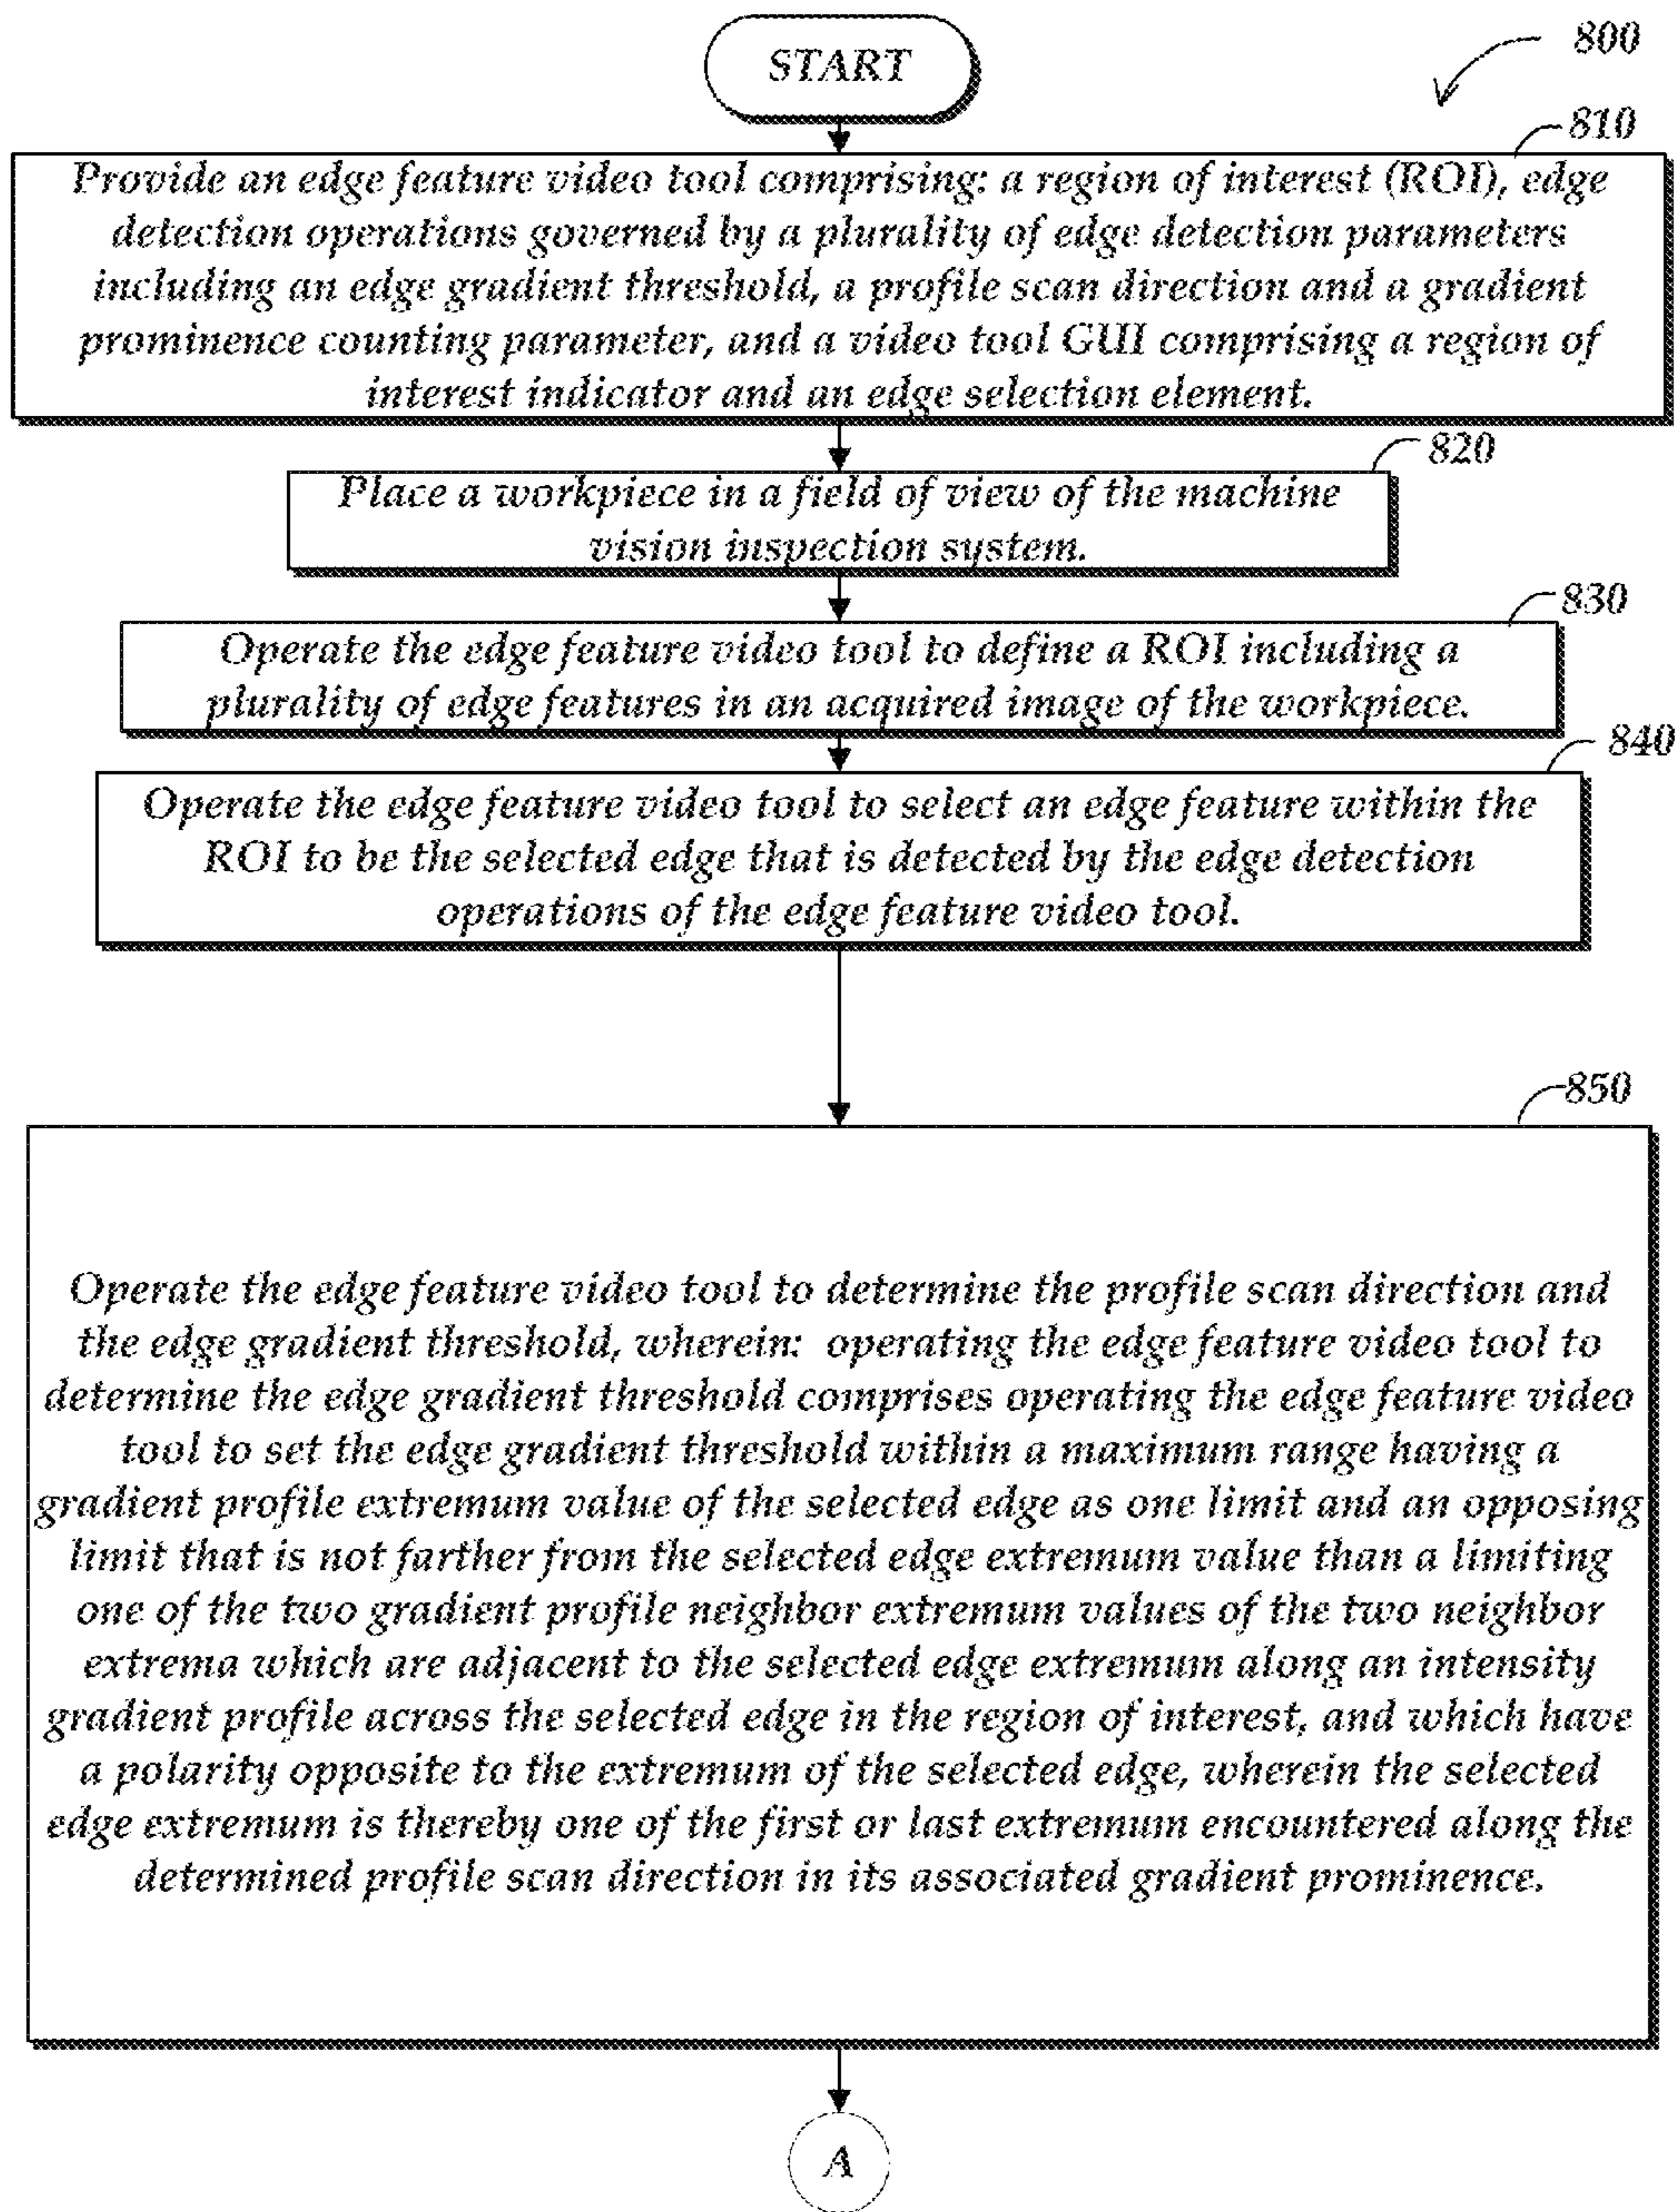 START
800
810
Provide an edge feature video tool comprising: a region of interest (ROI), edge
detection operations governed by a plurality of edge detection parameters
including an edge gradient threshold, a profile scan direction and a gradient
prominence counting parameter, and a video tool GUI comprising a region of
interest indicator and an edge selection element.
820
Place a workpiece in a field of view of the machine
vision inspection system.
830
Operate the edge feature video tool to define a ROI including a
plurality of edge features in an acquired image of the workpiece.
840
Operate the edge feature video tool to select an edge feature within the
ROI to be the selected edge that is detected by the edge detection
operations of the edge feature video tool.
850
Operate the edge feature video tool to determine the profile scan direction and
the edge gradient threshold, wherein: operating the edge feature video tool to
determine the edge gradient threshold comprises operating the edge feature video
tool to set the edge gradient threshold within a maximum range having a
gradient profile extremum value of the selected edge as one limit and an opposing
limit that is not farther from the selected edge extremum value than a limiting
one of the two gradient profile neighbor extremum values of the two neighbor
extrema which are adjacent to the selected edge extremum along an intensity
gradient profile across the selected edge in the region of interest, and which have
a polarity opposite to the extremum of the selected edge, wherein the selected
edge extremum is thereby one of the first or last extremum encountered along the
determined profile scan direction in its associated gradient prominence.
A